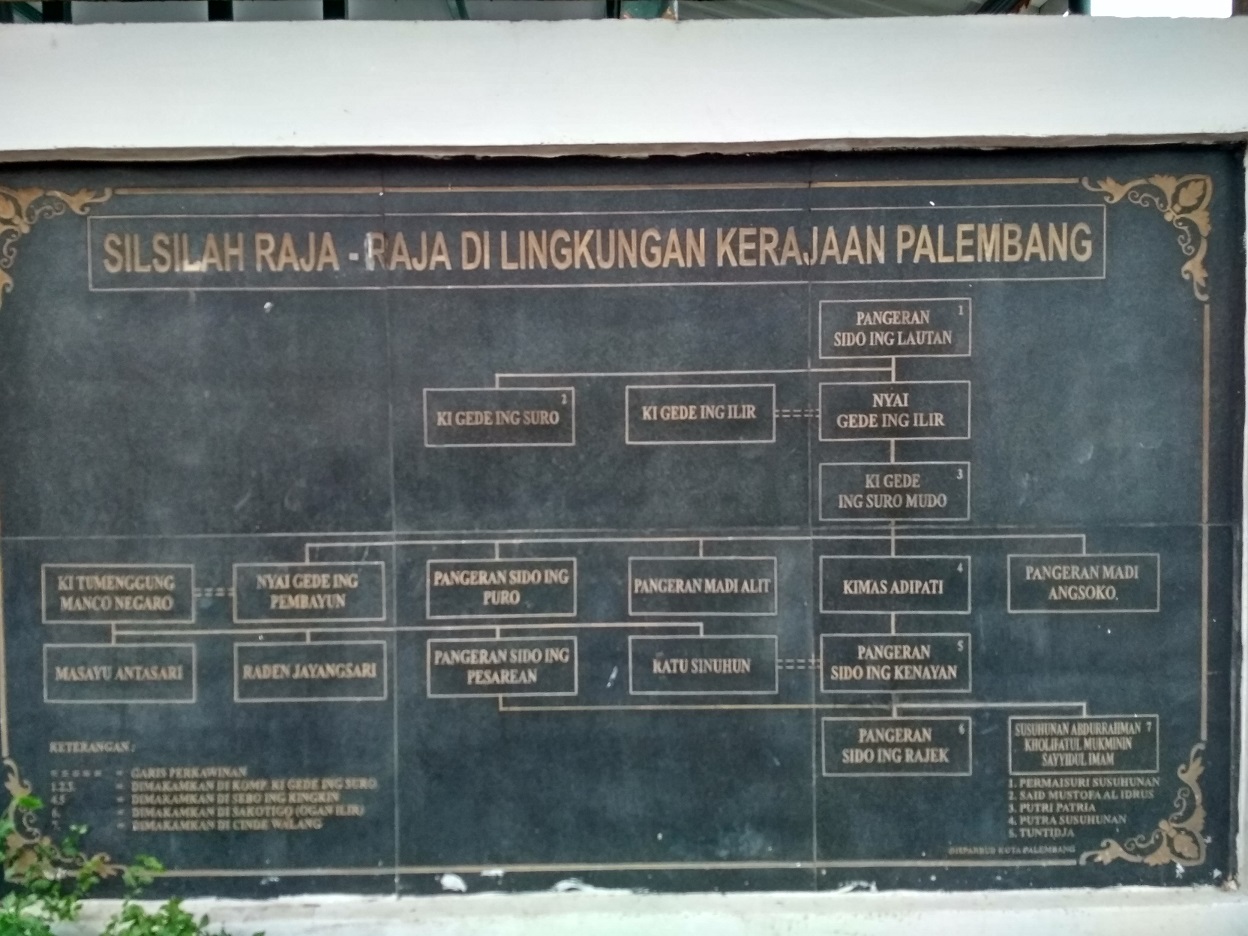 SILSILAH RAJA - RAJA DI LINGKUNGAN KERAJAAN PALEMBANG
PANGERAN 1
SIDO ING LAUTAN
KI GEDE ING SURO 2
KI GEDE ING ILIR
NYAI
GEDE ING ILIR
KI GEDE 3
ING SURO MUDO
KI TUMENGGUNG
MANCO NEGARO
NYAI GEDE ING
PEMBAYUN
PANGERAN SIDO ING
PURO
PANGERAN MADI ALIT
KIMAS ADIPATI 4
PANGERAN MADI
ANGSOKO.
MASAYU ANTASARI
RADEN JAYANGSARI
PANGERAN SIDO ING
PESAREAN
RATU SINUHUN
PANGERAN 5
SIDO ING KENAYAN
PANGERAN 6
SIDO ING RAJEK
SUSUHUNAN ABDURRAHMAN 7
KHOLIFATUL MUKMININ
SAYYIDUL IMAM
1. PERMAISURI SUSUHUNAN
2. SAID MUSTOFA AL IDRUS
3. PUTRI PATRIA
4. PUTRA SUSUHUNAN
5. TUNTIDJA
KETERANGAN :
= = = = = = GARIS PERKAWINAN
1.2.3. = DIMAKAMKAN DI KOMP. KI GEDE ING SURO
4.5 = DIMAKAMKAN DI SEBO ING KINGKIN
= DIMAKAMKAN DI SAKOTIGO (OGAN ILIR)
= DIMAKAMKAN DI CINDE WALANG
DISPARBUD KOTA PALEMBANG